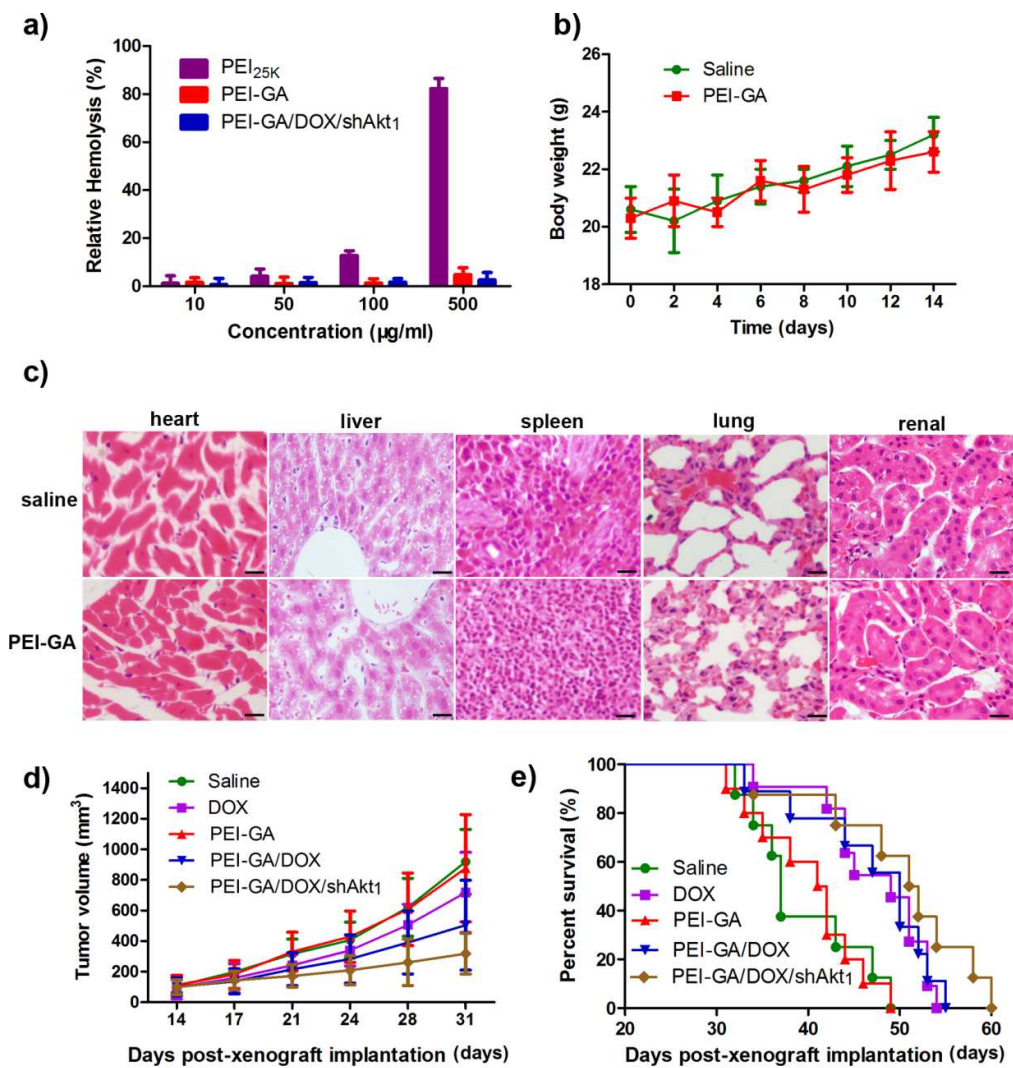 a)
Relative Hemolysis (%)
100
80
60
40
20
0
PEI25K
PEI-GA
PEI-GA/DOX/shAkt1
10 50 100 500
Concentration (μg/ml)
b)
Body weight (g)
26
24
22
20
18
Saline
PEI-GA
0 2 4 6 8 10 12 14
Time (days)
c)
heart liver spleen lung renal
saline
PEI-GA
d)
Tumor volume (mm3)
1400
1200
1000
800
600
400
200
0
Saline
DOX
PEI-GA
PEI-GA/DOX
PEI-GA/DOX/shAkt1
14 17 21 24 28 31
Days post-xenograft implantation (days)
e)
Percent survival (%)
100
80
60
40
20
0
Saline
DOX
PEI-GA
PEI-GA/DOX
PEI-GA/DOX/shAkt1
20 30 40 50 60
Days post-xenograft implantation (days)